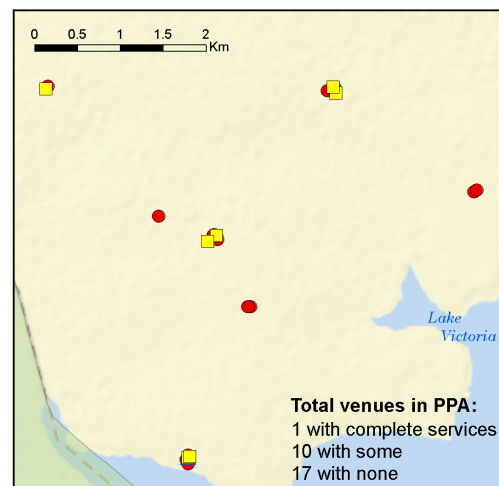 0 0.5 1 1.5 2
Km
Lake
Victoria
Total venues in PPA:
1 with complete services
10 with some
17 with none